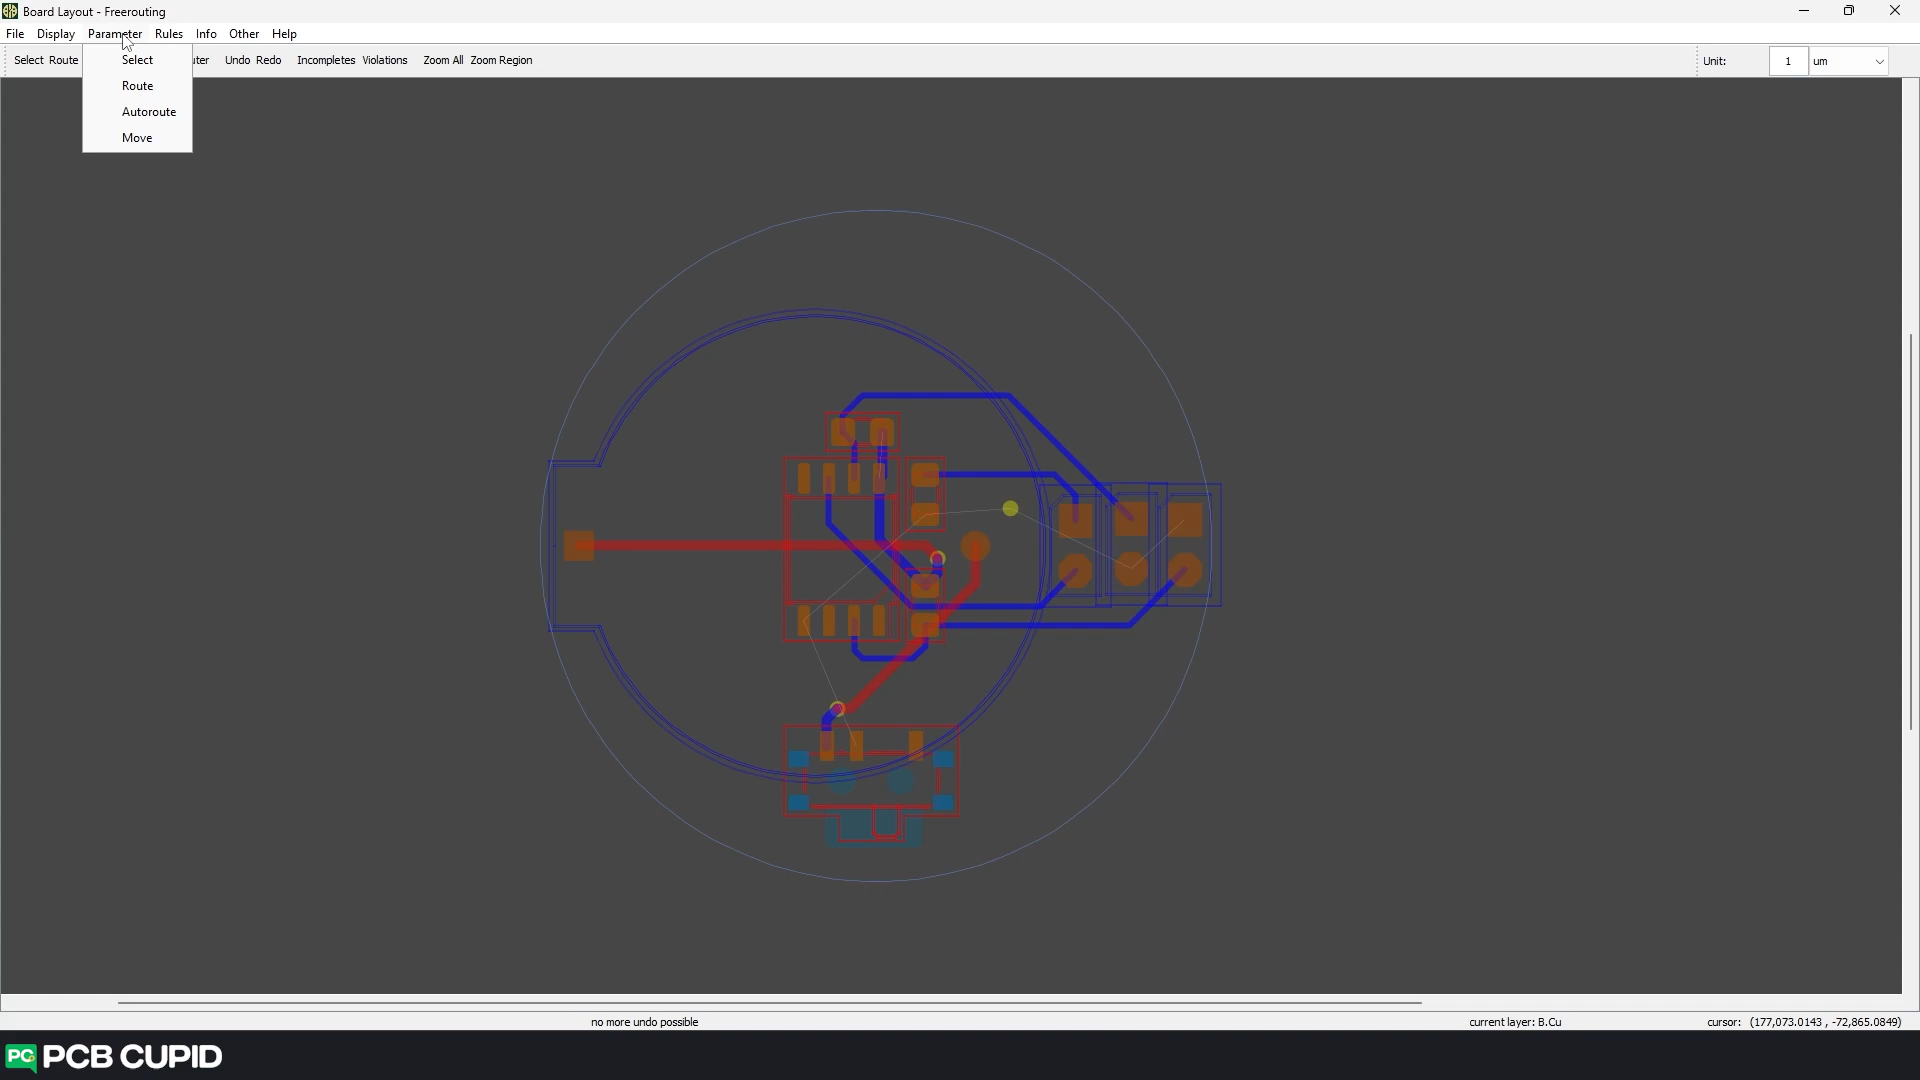 Board Layout - Freerouting
File Display Parameter Rules Info Other Help
Select Route uter Undo Redo Incompletes Violations Zoom All Zoom Region Unit: 1 um
Select
Route
Autoroute
Move
no more undo possible current layer: B.Cu cursor: (177,073.0143 , -72,865.0849)
PC PCB CUPID